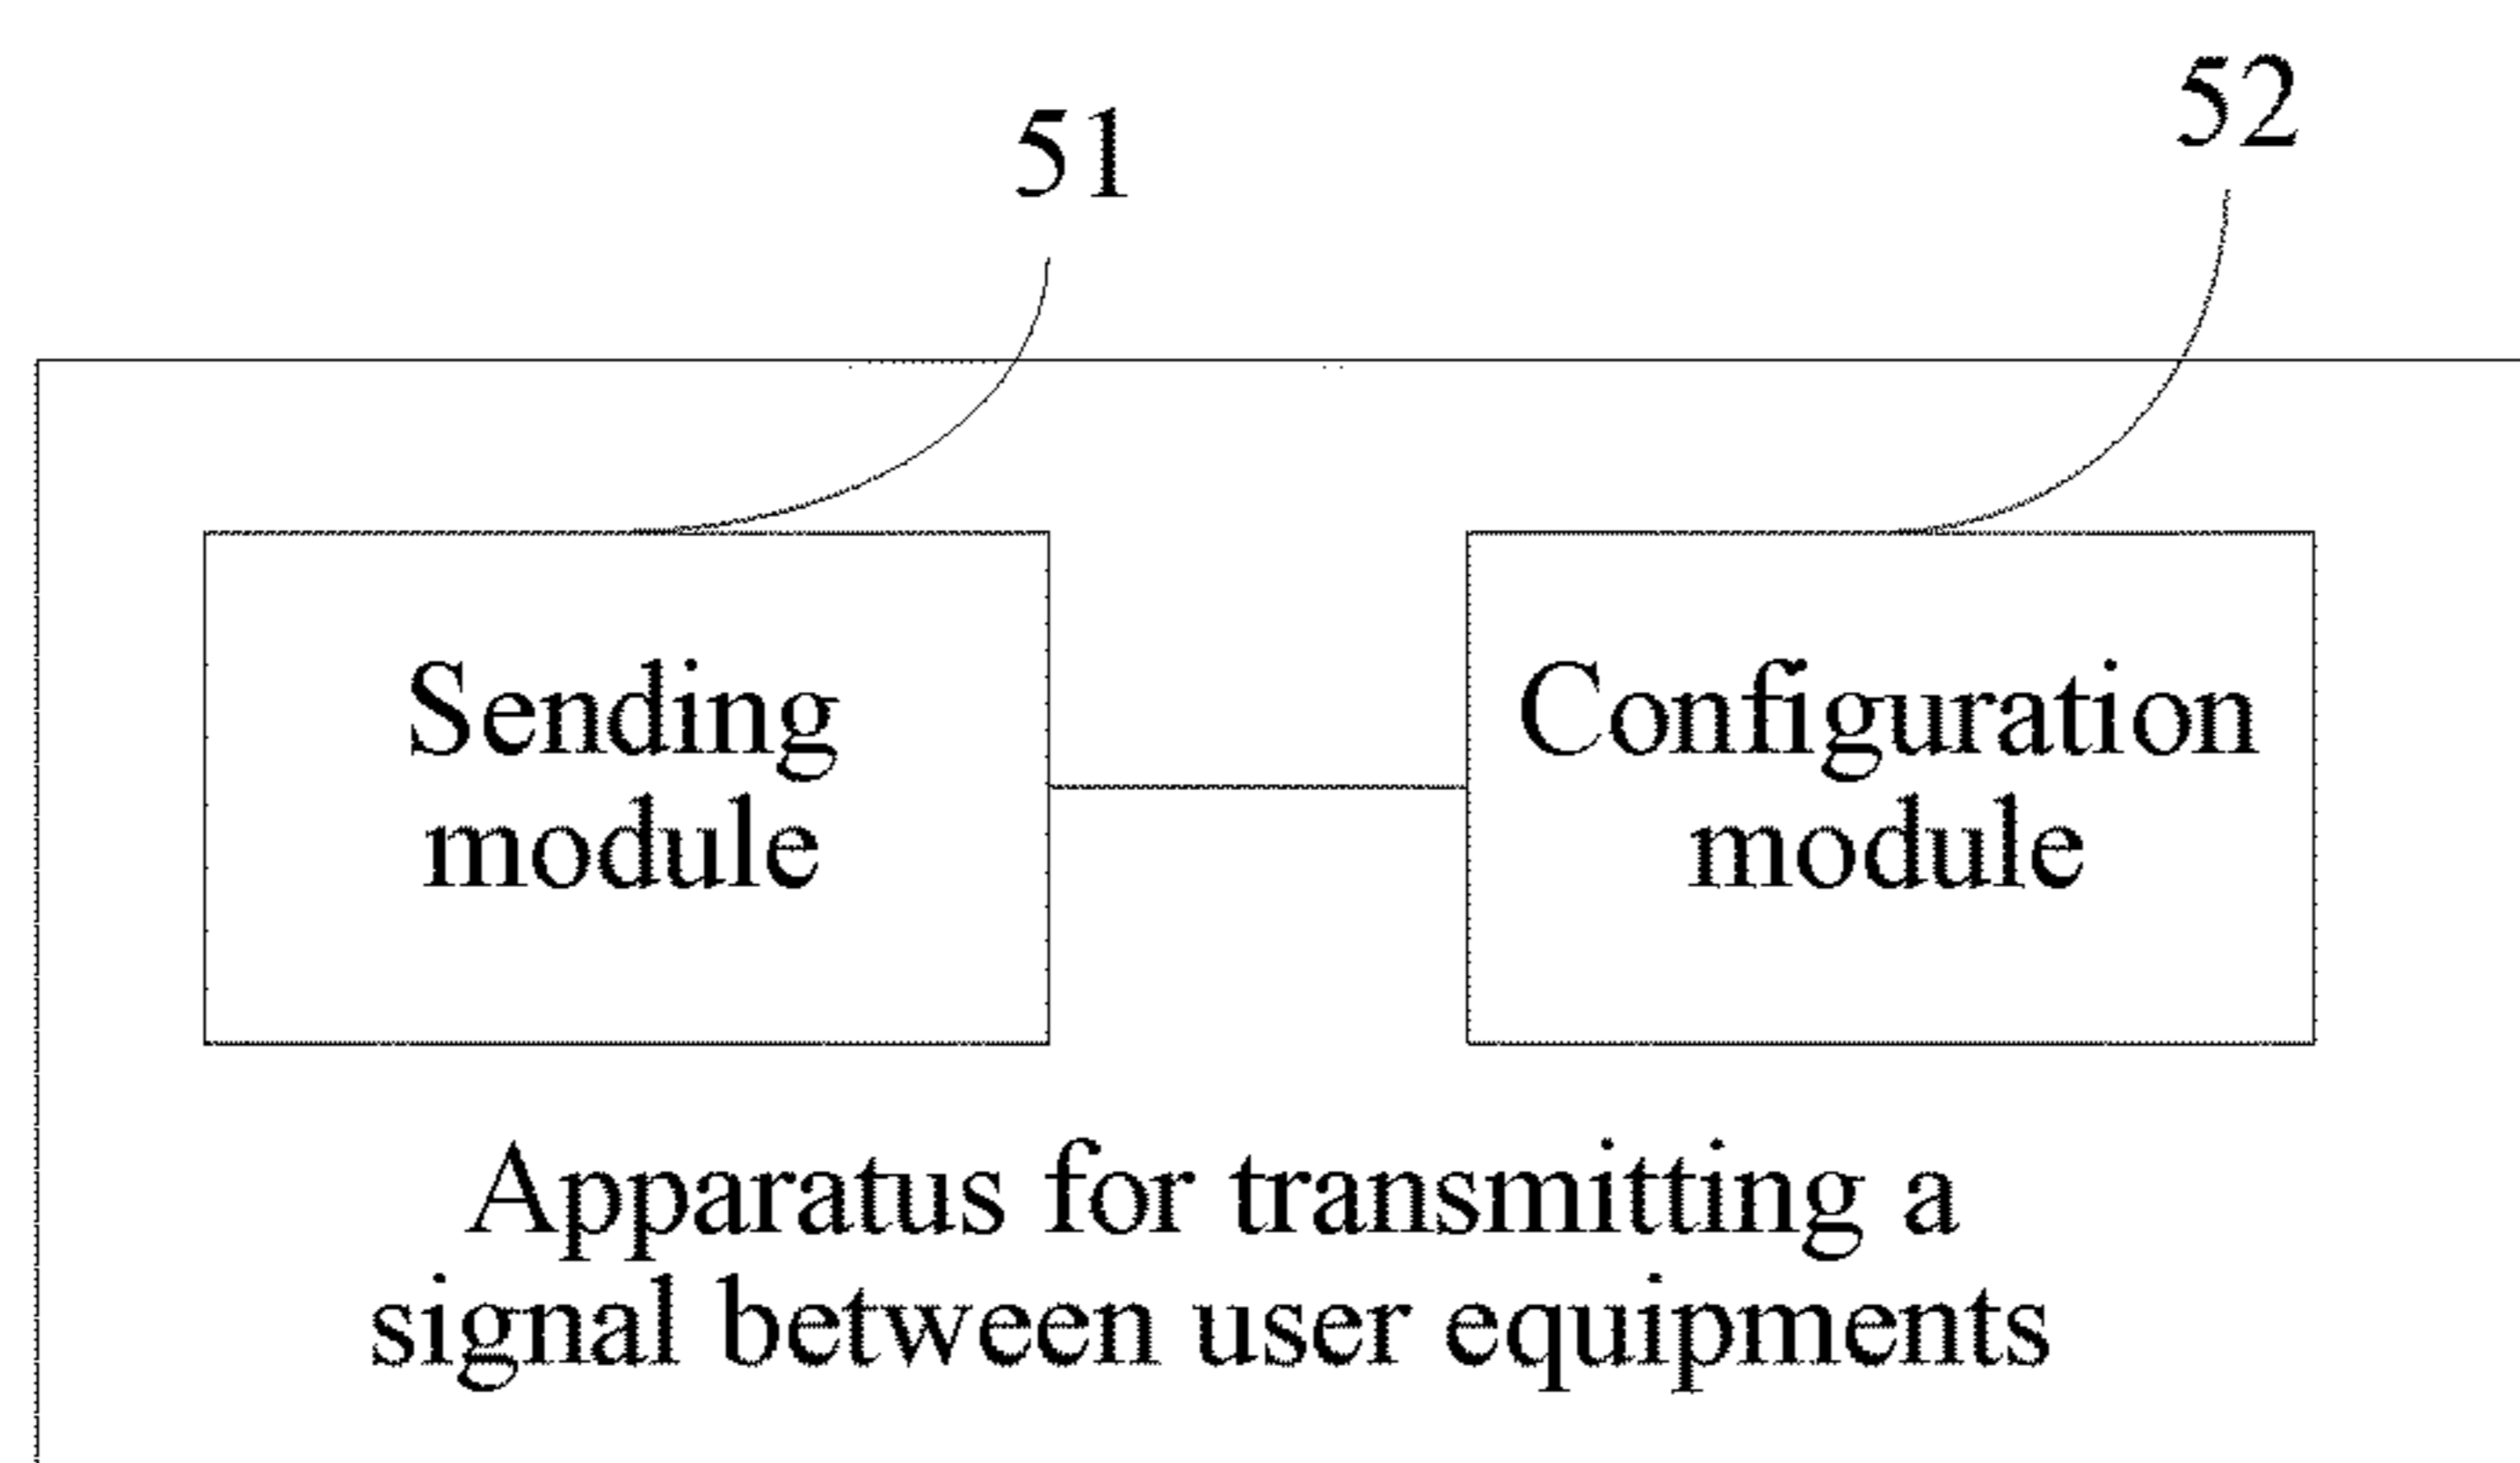 51
52
Sending
module
Configuration
module
Apparatus for transmitting a
signal between user equipments